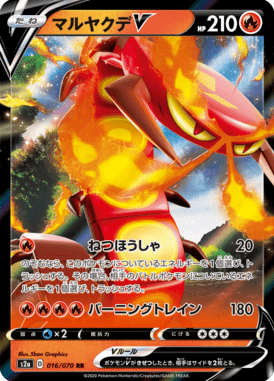 たね
マルヤクデV
HP 210
ねつほうしゃ 20
のぞむなら、このポケモンについているエネルギーを1個選び、ト
ラッシュする。その場合、相手のバトルポケモンについているエネルギ
ーを1個選び、トラッシュする。
バーニングトレイン 180
弱点 ×2 抵抗力 にげる
Illus. 5ban Graphics
Vルール
s2a D 016/070 RR
ポケモンVがきぜつしたとき、相手はサイドを2枚とる。
©2020 Pokémon/Nintendo/Creatures/GAME FREAK